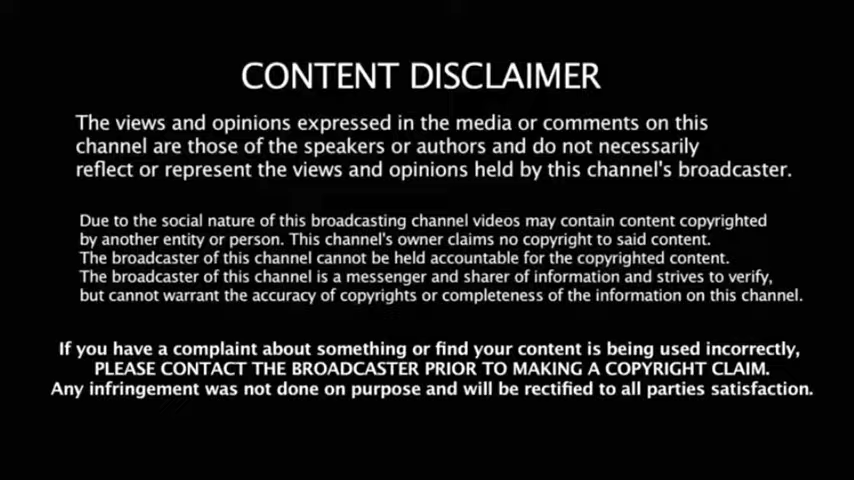 CONTENT DISCLAIMER
The views and opinions expressed in the media or comments on this
channel are those of the speakers or authors and do not necessarily
reflect or represent the views and opinions held by this channel's broadcaster.
Due to the social nature of this broadcasting channel videos may contain content copyrighted
by another entity or person. This channel's owner claims no copyright to said content.
The broadcaster of this channel cannot be held accountable for the copyrighted content.
The broadcaster of this channel is a messenger and sharer of information and strives to verify,
but cannot warrant the accuracy of copyrights or completeness of the information on this channel.
If you have a complaint about something or find your content is being used incorrectly,
PLEASE CONTACT THE BROADCASTER PRIOR TO MAKING A COPYRIGHT CLAIM.
Any infringement was not done on purpose and will be rectified to all parties satisfaction.